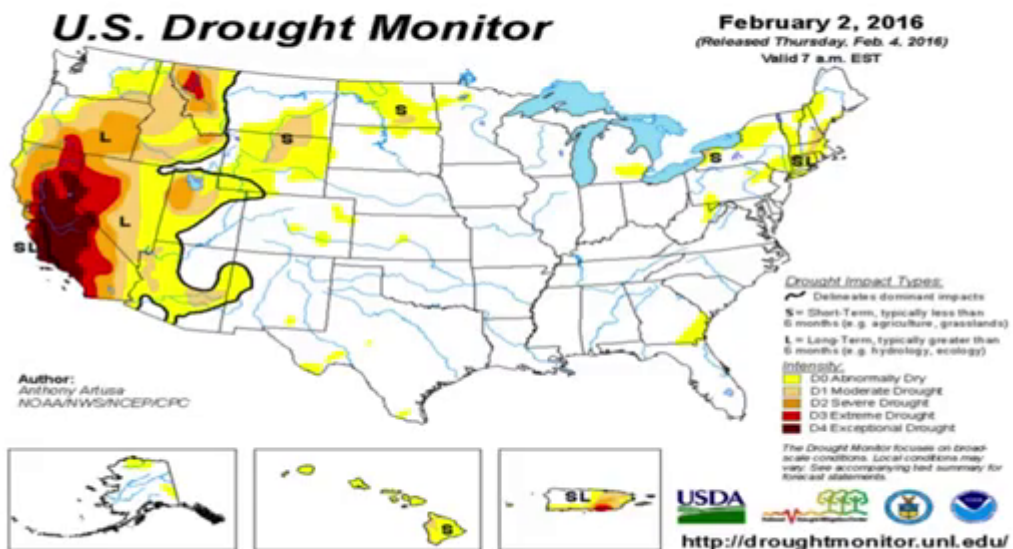 U.S. Drought Monitor
February 2, 2016
(Released Thursday, Feb. 4, 2016)
Valid 7 a.m. EST
L
S
S
S
SL
L
SL
Drought Impact Types:
Delineates dominant impacts
S = Short-Term, typically less than
6 months (e.g. agriculture, grasslands)
L = Long-Term, typically greater than
6 months (e.g. hydrology, ecology)
Intensity:
D0 Abnormally Dry
D1 Moderate Drought
D2 Severe Drought
D3 Extreme Drought
D4 Exceptional Drought
Author:
Anthony Artusa
NOAA/NWS/NCEP/CPC
The Drought Monitor focuses on broad-
scale conditions. Local conditions may
vary. See accompanying text summary for
forecast statements.
S
SL
USDA
http://droughtmonitor.unl.edu/